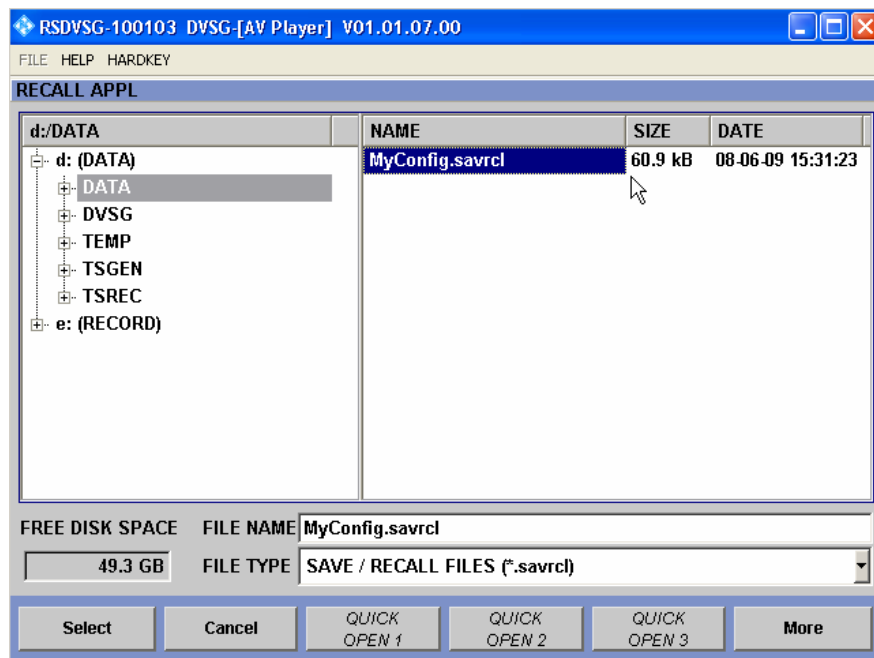 RSDVSG-100103 DVSG-[AV Player] V01.01.07.00
FILE HELP HARDKEY
RECALL APPL
d:/DATA
d: (DATA)
DATA
DVSG
TEMP
TSGEN
TSREC
e: (RECORD)
NAME SIZE DATE
MyConfig.savrcl 60.9 kB 08-06-09 15:31:23
FREE DISK SPACE
49.3 GB
FILE NAME MyConfig.savrcl
FILE TYPE SAVE / RECALL FILES (*.savrcl)
Select
Cancel
QUICK
OPEN 1
QUICK
OPEN 2
QUICK
OPEN 3
More